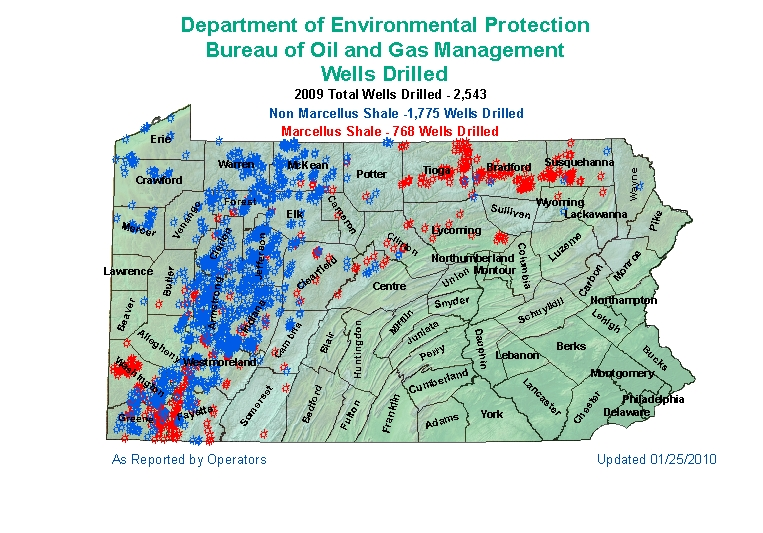 Department of Environmental Protection
Bureau of Oil and Gas Management
Wells Drilled
2009 Total Wells Drilled - 2,543
Non Marcellus Shale -1,775 Wells Drilled
Marcellus Shale - 768 Wells Drilled
Erie
Warren
McKean
Potter
Tioga
Bradford
Susquehanna
Wayne
Crawford
Forest
Elk
Cameron
Sullivan
Wyoming
Lackawanna
Pike
Mercer
Venango
Clarion
Jefferson
Clinton
Lycoming
Luzerne
Columbia
Lawrence
Butler
Clearfield
Centre
Northumberland
Union
Montour
Carbon
Monroe
Beaver
Armstrong
Indiana
Snyder
Schuylkill
Northampton
Lehigh
Allegheny
Cambria
Blair
Huntingdon
Mifflin
Juniata
Perry
Dauphin
Lebanon
Berks
Bucks
Washington
Westmoreland
Cumberland
Montgomery
Greene
Fayette
Somerset
Bedford
Fulton
Franklin
Adams
York
Lancaster
Chester
Philadelphia
Delaware
As Reported by Operators
Updated 01/25/2010